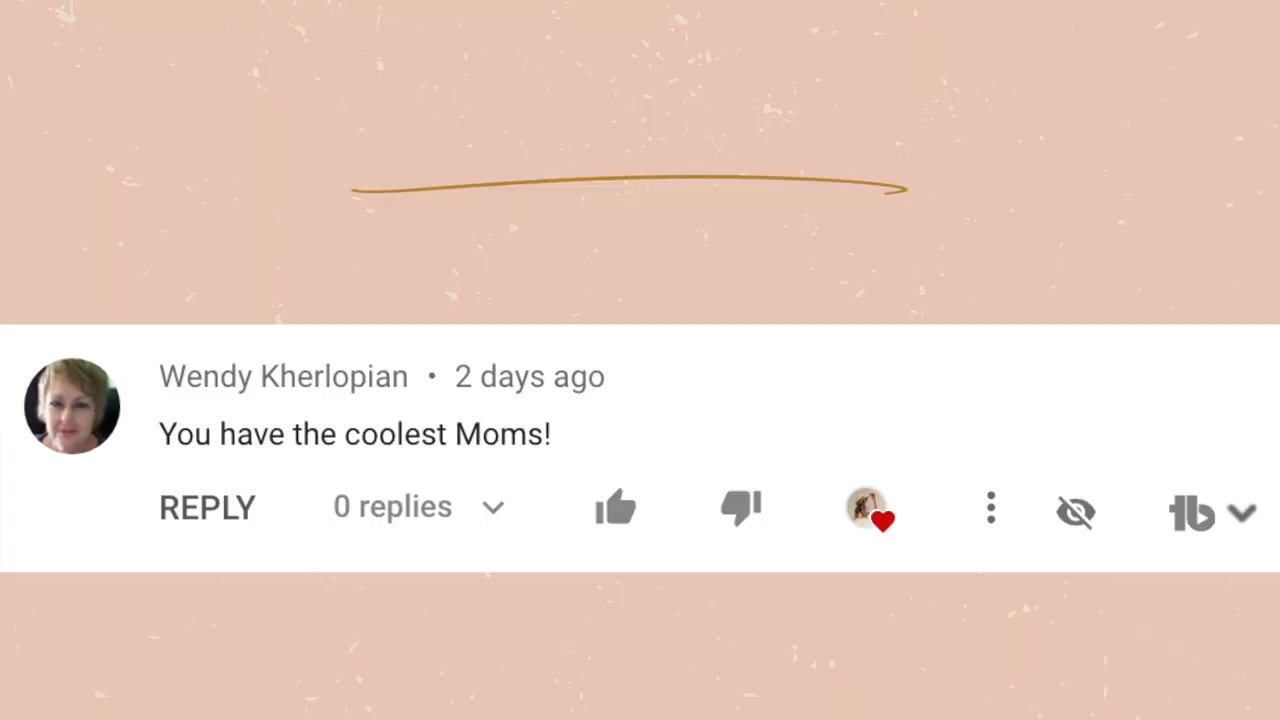 Wendy Kherlopian • 2 days ago
You have the coolest Moms!
REPLY 0 replies